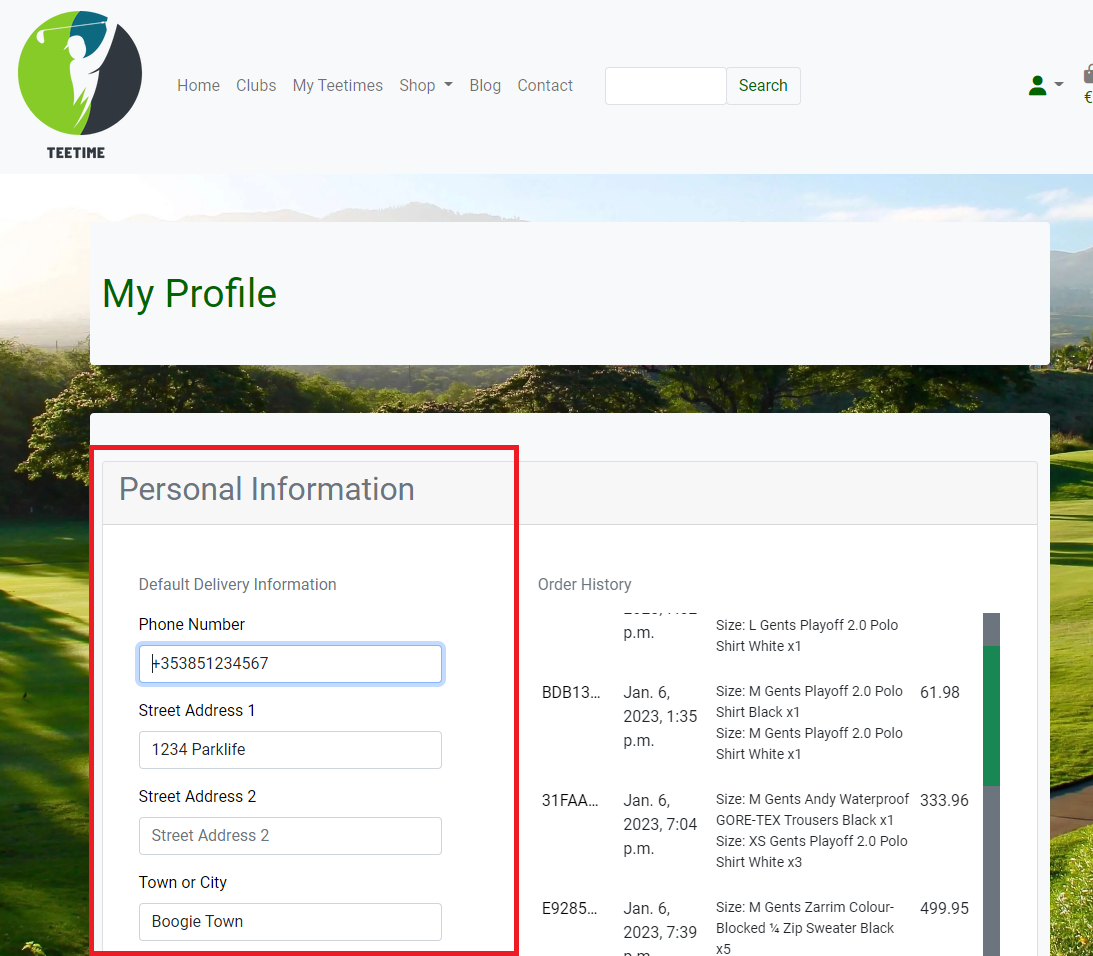 TEETIME
Home Clubs My Teetimes Shop Blog Contact Search
€
My Profile
Personal Information
Default Delivery Information
Phone Number
+353851234567
Street Address 1
1234 Parklife
Street Address 2
Street Address 2
Town or City
Boogie Town
Order History
p.m.
Size: L Gents Playoff 2.0 Polo
Shirt White x1
BDB13...
Jan. 6,
2023, 1:35
p.m.
Size: M Gents Playoff 2.0 Polo
Shirt Black x1
Size: M Gents Playoff 2.0 Polo
Shirt White x1
61.98
31FAA...
Jan. 6,
2023, 7:04
p.m.
Size: M Gents Andy Waterproof
GORE-TEX Trousers Black x1
Size: XS Gents Playoff 2.0 Polo
Shirt White x3
333.96
E9285...
Jan. 6,
2023, 7:39
p.m.
Size: M Gents Zarrim Colour-
Blocked ¼ Zip Sweater Black
x5
499.95